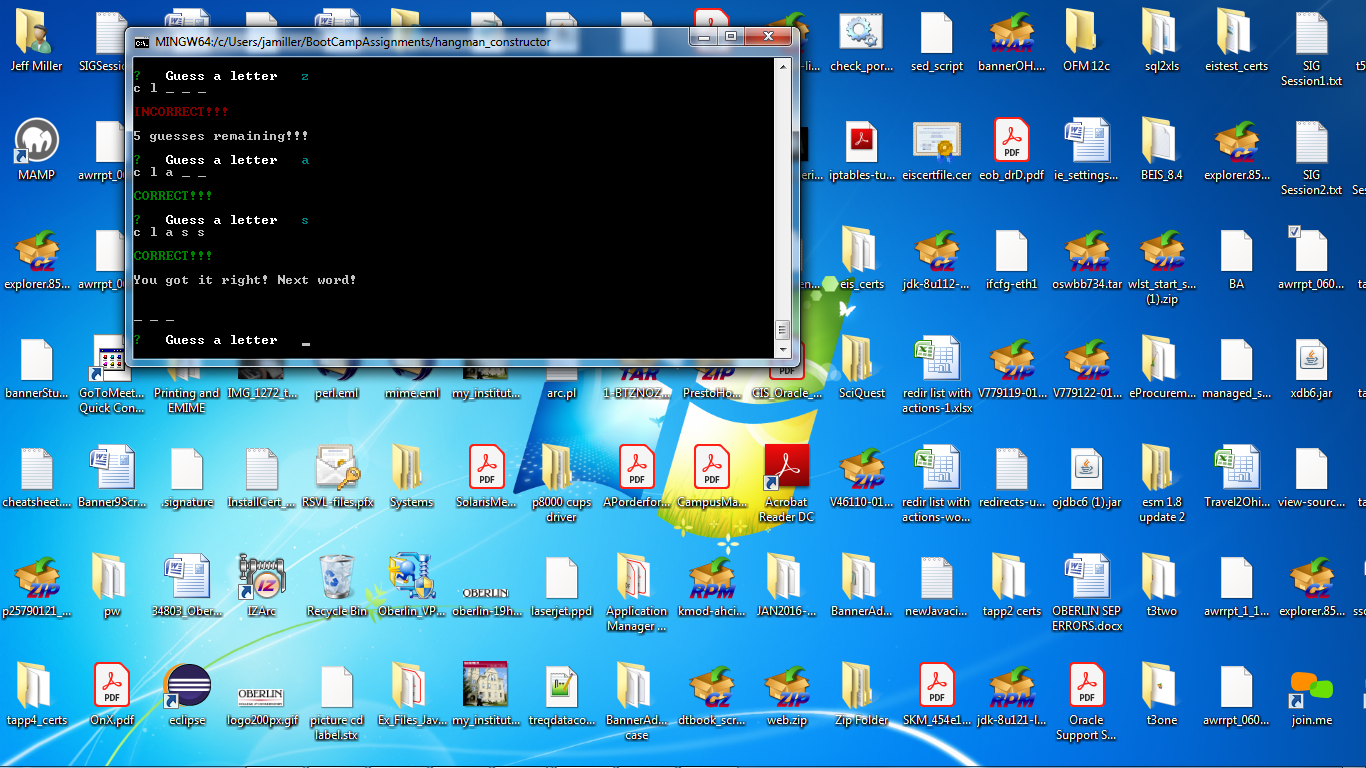 MINGW64:/c/Users/jamiller/BootCampAssignments/hangman_constructor
? Guess a letter z
c l _ _ _
INCORRECT!!!
5 guesses remaining!!!
? Guess a letter a
c l a _ _
CORRECT!!!
? Guess a letter s
c l a s s
CORRECT!!!
You got it right! Next word!
_ _ _
? Guess a letter _
Jeff Miller
SIGSessio
check_por...
sed_script
bannerOH....
OFM 12c
sql2xls
eistest_certs
SIG
Session1.txt
MAMP
awrrpt_06
iptables-tu...
eiscertfile.cer
eob_drD.pdf
ie_settings...
BEIS_8.4
explorer.85...
SIG
Session2.txt
explorer.85...
awrrpt_06
eis_certs
jdk-8u112-...
ifcfg-eth1
oswbb734.tar
wlst_start_s...
(1).zip
BA
awrrpt_060...
bannerStu...
GoToMeet...
Quick Con...
Printing and
EMIME
IMG_1272_t...
perl.eml
mime.eml
my_institut...
arc.pl
1-BTZNOZ...
PrestoHo...
CIS_Oracle_...
SciQuest
redir list with
actions-1.xlsx
V779119-01...
V779122-01...
eProcurem...
managed_s...
xdb6.jar
cheatsheet....
Banner9Scr...
.signature
InstallCert_...
RSVL-files.pfx
Systems
SolarisMe...
p8000 cups
driver
APorderfor...
CampusMa...
Acrobat
Reader DC
V46110-01...
redir list with
actions-wo...
redirects-u...
ojdbc6 (1).jar
esm 1.8
update 2
Travel2Ohi...
view-sourc...
p25790121_...
pw
34803_Ober...
IZArc
Recycle Bin
Oberlin_VP...
oberlin-19h...
laserjet.ppd
Application
Manager ...
kmod-ahci...
JAN2016-...
BannerAd...
newJavaci...
tapp2 certs
OBERLIN SEP
ERRORS.docx
t3two
awrrpt_1_1...
explorer.85...
tapp4_certs
OnX.pdf
eclipse
logo200px.gif
picture cd
label.stx
Ex_Files_Jav...
my_institut...
treqdataco...
BannerAd...
case
dtbook_scr...
web.zip
Zip Folder
SKM_454e1...
jdk-8u121-l...
Oracle
Support S...
t3one
awrrpt_060...
join.me